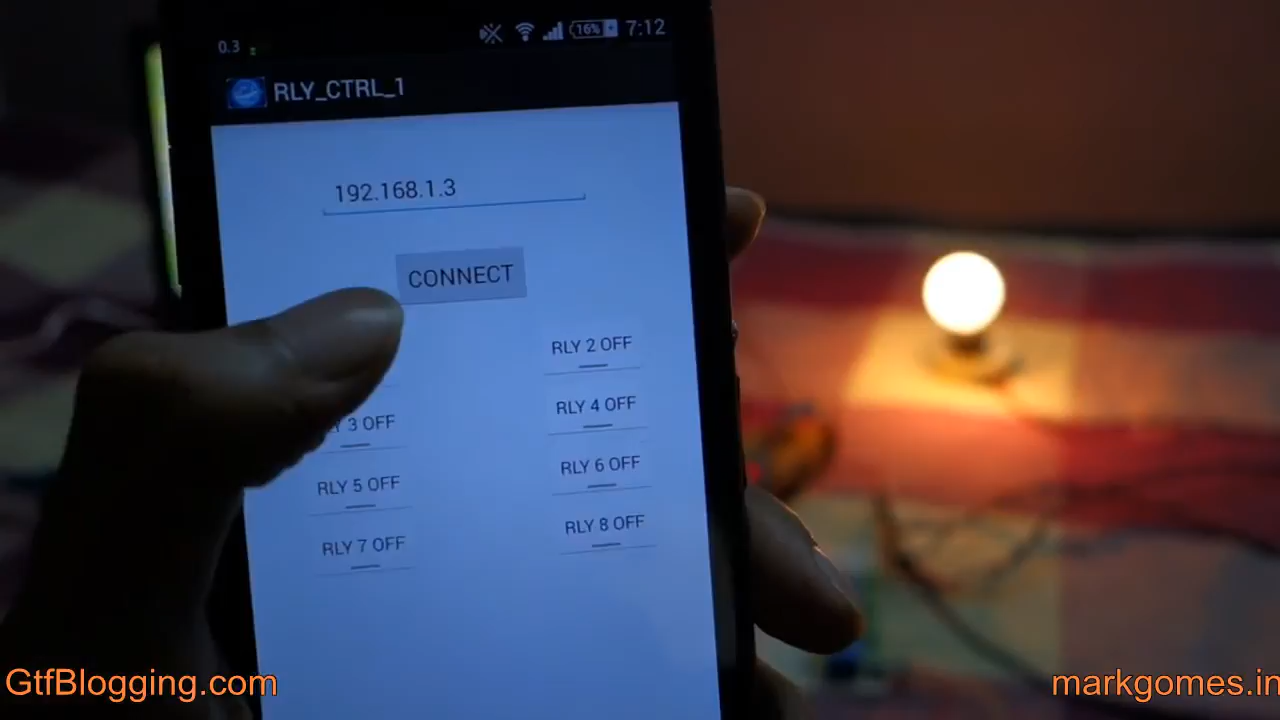 0.3 16% 7:12
RLY_CTRL_1
192.168.1.3
CONNECT
RLY 2 OFF
Y 3 OFF RLY 4 OFF
RLY 5 OFF RLY 6 OFF
RLY 7 OFF RLY 8 OFF
GtfBlogging.com markgomes.in